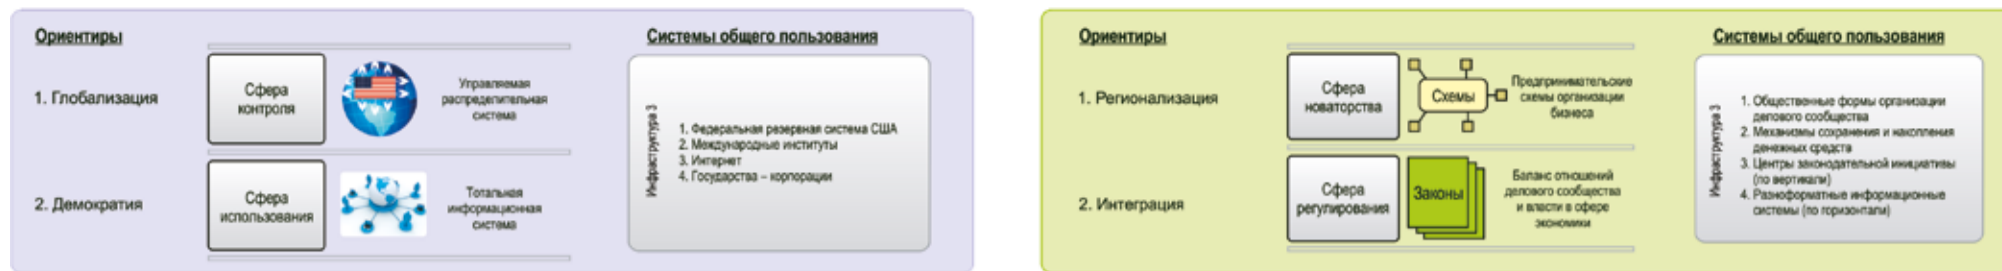 Ориентиры
1. Глобализация
2. Демократия
Сфера
контроля
Управляемая
распределительная
система
Сфера
использования
Тотальная
информационная
система
Системы общего пользования
Инфраструктура 3
1. Федеральная резервная система США
2. Международные институты
3. Интернет
4. Государства – корпорации
Ориентиры
1. Регионализация
2. Интеграция
Сфера
новаторства
Схемы
Предпринимательские
схемы организации
бизнеса
Сфера
регулирования
Законы
Баланс отношений
делового сообщества
и власти в сфере
экономики
Системы общего пользования
Инфраструктура 3
1. Общественные формы организации
делового сообщества
2. Механизмы сохранения и накопления
денежных средств
3. Центры законодательной инициативы
(по вертикали)
4. Разноформатные информационные
системы (по горизонтали)